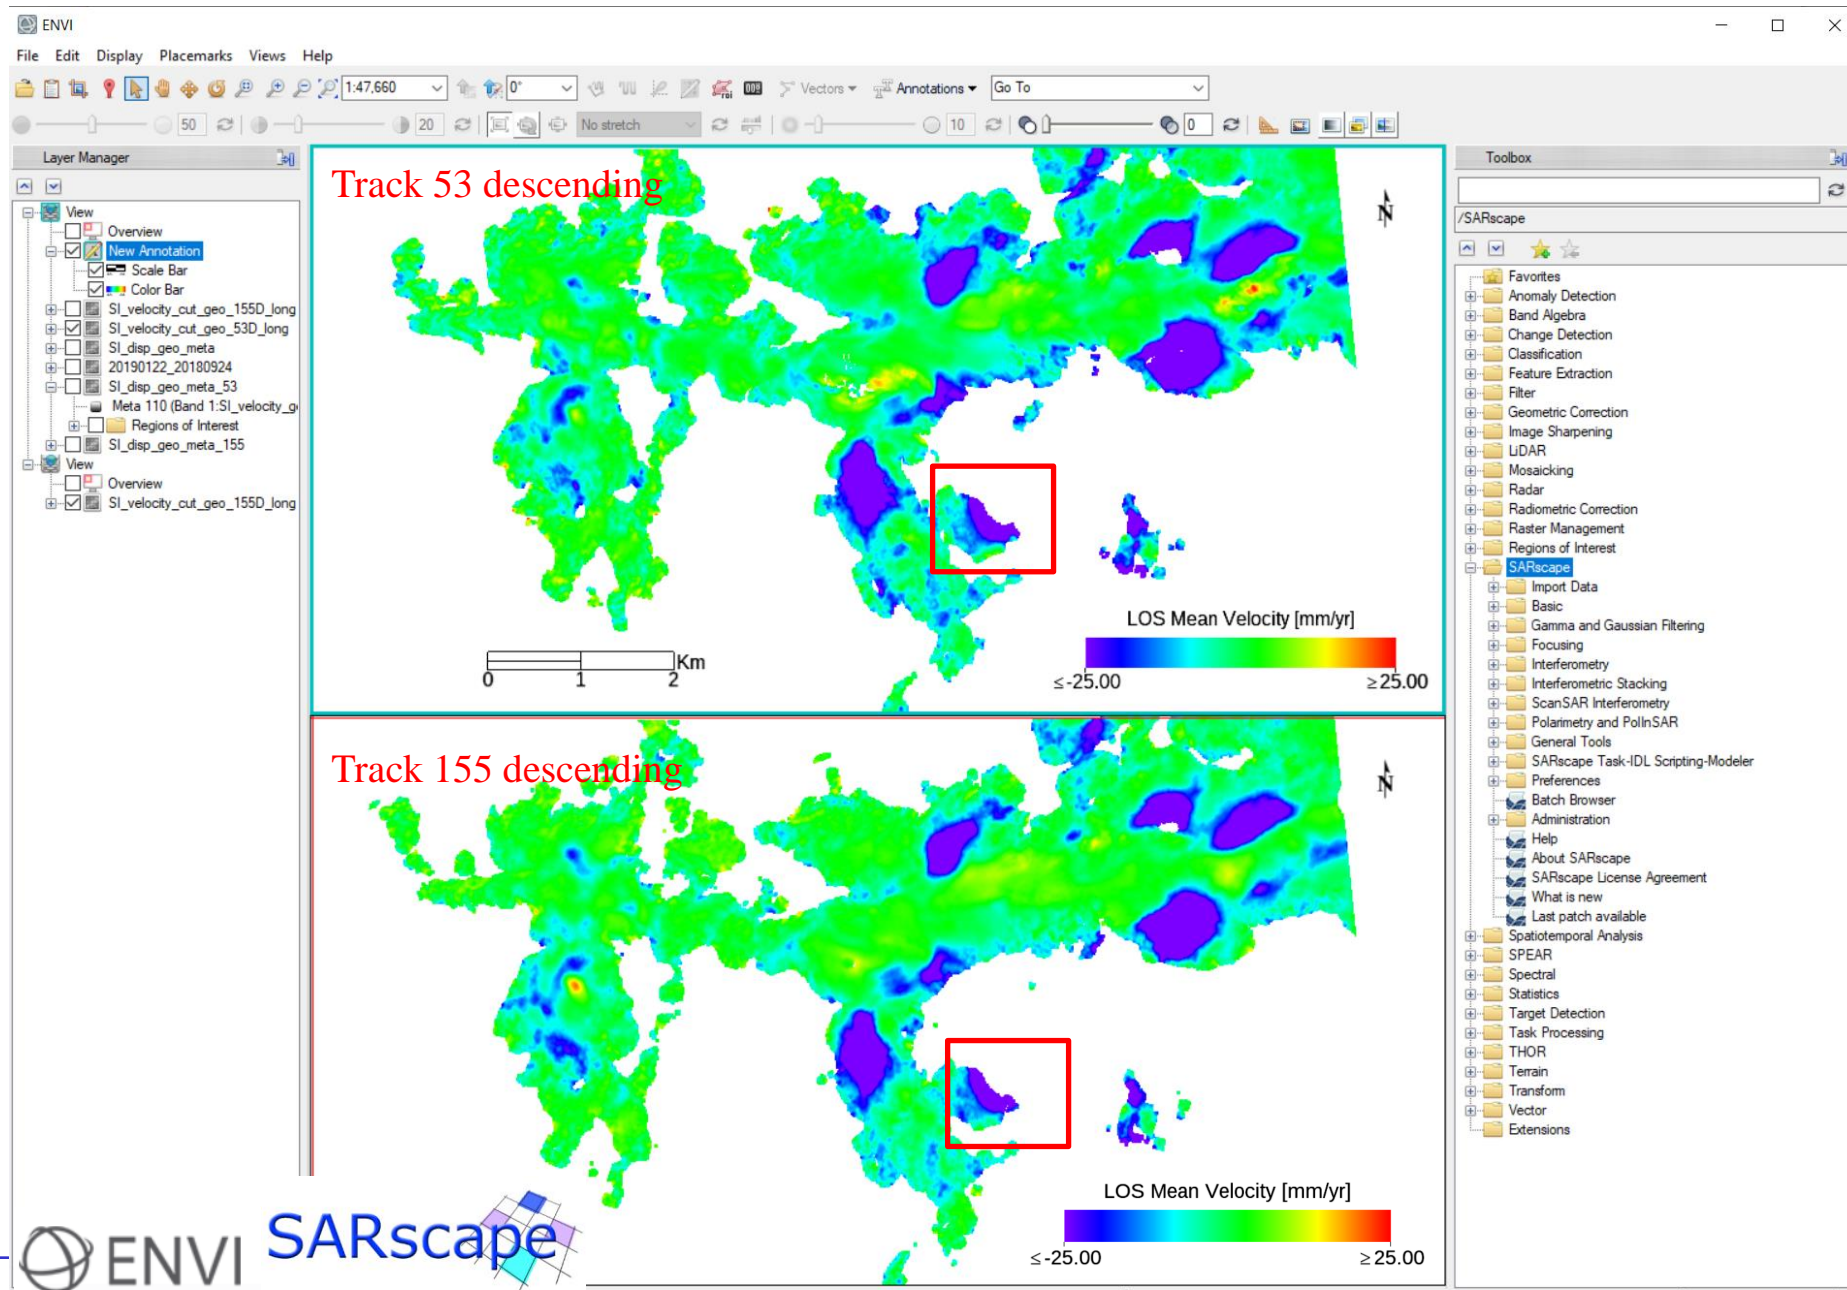 ENVI
File Edit Display Placemarks Views Help
1:47,660 0° Vectors Annotations Go To
50 20 No stretch 10 0
Layer Manager
View
Overview
New Annotation
Scale Bar
Color Bar
SI_velocity_cut_geo_155D_long
SI_velocity_cut_geo_53D_long
SI_disp_geo_meta
20190122_20180924
SI_disp_geo_meta_53
Meta 110 (Band 1:SI_velocity_g
Regions of Interest
SI_disp_geo_meta_155
View
Overview
SI_velocity_cut_geo_155D_long
Track 53 descending
N
LOS Mean Velocity [mm/yr]
≤-25.00 ≥25.00
Km
0 1 2
Track 155 descending
N
LOS Mean Velocity [mm/yr]
≤-25.00 ≥25.00
Toolbox
/SARscape
Favorites
Anomaly Detection
Band Algebra
Change Detection
Classification
Feature Extraction
Filter
Geometric Correction
Image Sharpening
LiDAR
Mosaicking
Radar
Radiometric Correction
Raster Management
Regions of Interest
SARscape
Import Data
Basic
Gamma and Gaussian Filtering
Focusing
Interferometry
Interferometric Stacking
ScanSAR Interferometry
Polarimetry and PolInSAR
General Tools
SARscape Task-IDL Scripting-Modeler
Preferences
Batch Browser
Administration
Help
About SARscape
SARscape License Agreement
What is new
Last patch available
Spatiotemporal Analysis
SPEAR
Spectral
Statistics
Target Detection
Task Processing
THOR
Terrain
Transform
Vector
Extensions
ENVI
SARscape